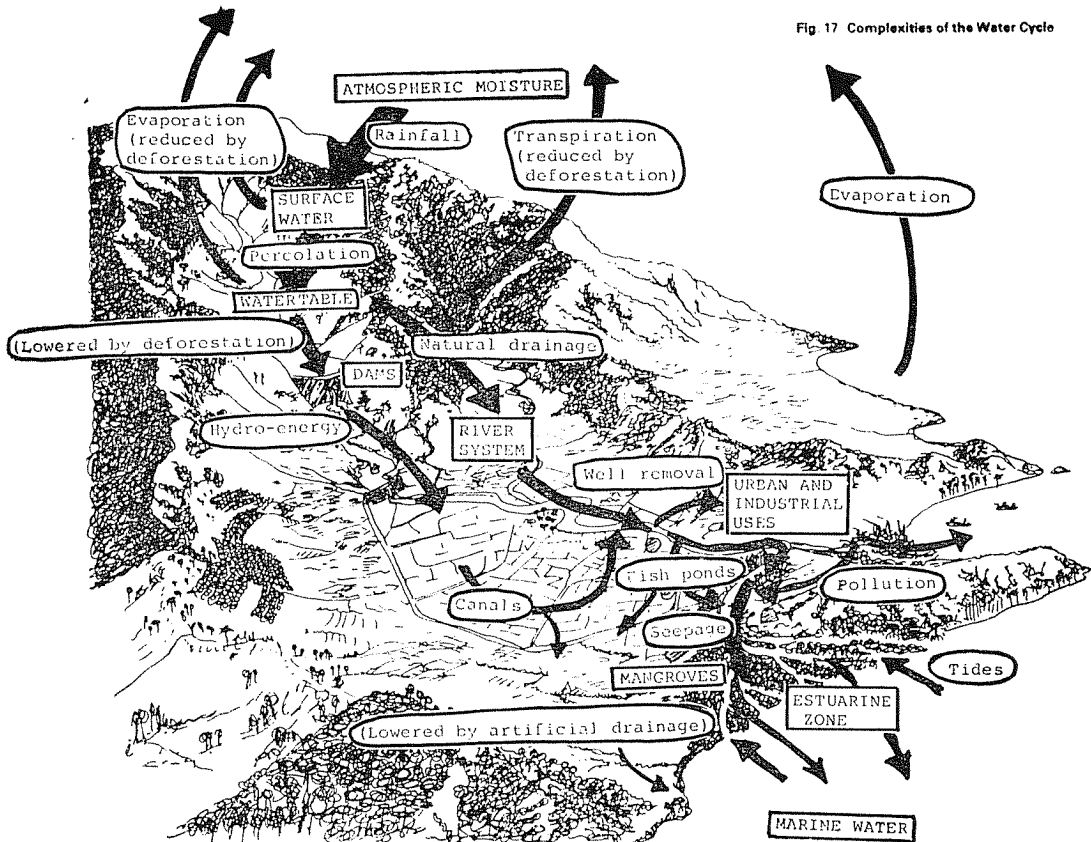 Fig. 17 Complexities of the Water Cycle
ATMOSPHERIC MOISTURE
Evaporation
(reduced by
deforestation)
Rainfall
Transpiration
(reduced by
deforestation)
Evaporation
SURFACE
WATER
Percolation
WATERTABLE
(Lowered by deforestation)
Natural drainage
DAMS
Hydro-energy
RIVER
SYSTEM
Well removal
URBAN AND
INDUSTRIAL
USES
Fish ponds
Pollution
Canals
Seepage
Tides
MANGROVES
ESTUARINE
ZONE
(Lowered by artificial drainage)
MARINE WATER